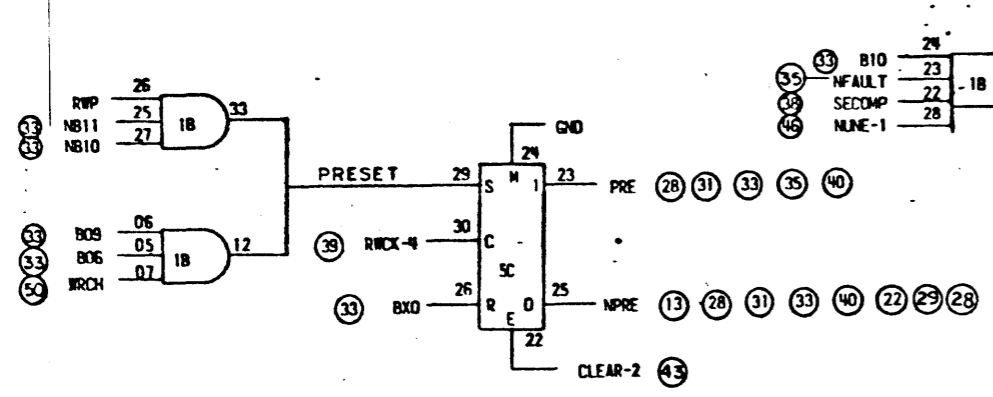 24
33 B10
23
35 NFAULT
1B
22
38 SECOMP
28
46 NLINE-1
26
RWP
33
25
33 NB11
1B
27
33 NB10
GND
24
PRESET
29 S M 1 23 PRE 28 31 33 35 40
06
33 B09
05
33 B06
12
1B
07
50 WRCH
30
39 RWCX-4 C
5C
26
33 BX0 R 0 25 NPRE 13 28 31 33 40 22 29 28
E
22
CLEAR-2 43